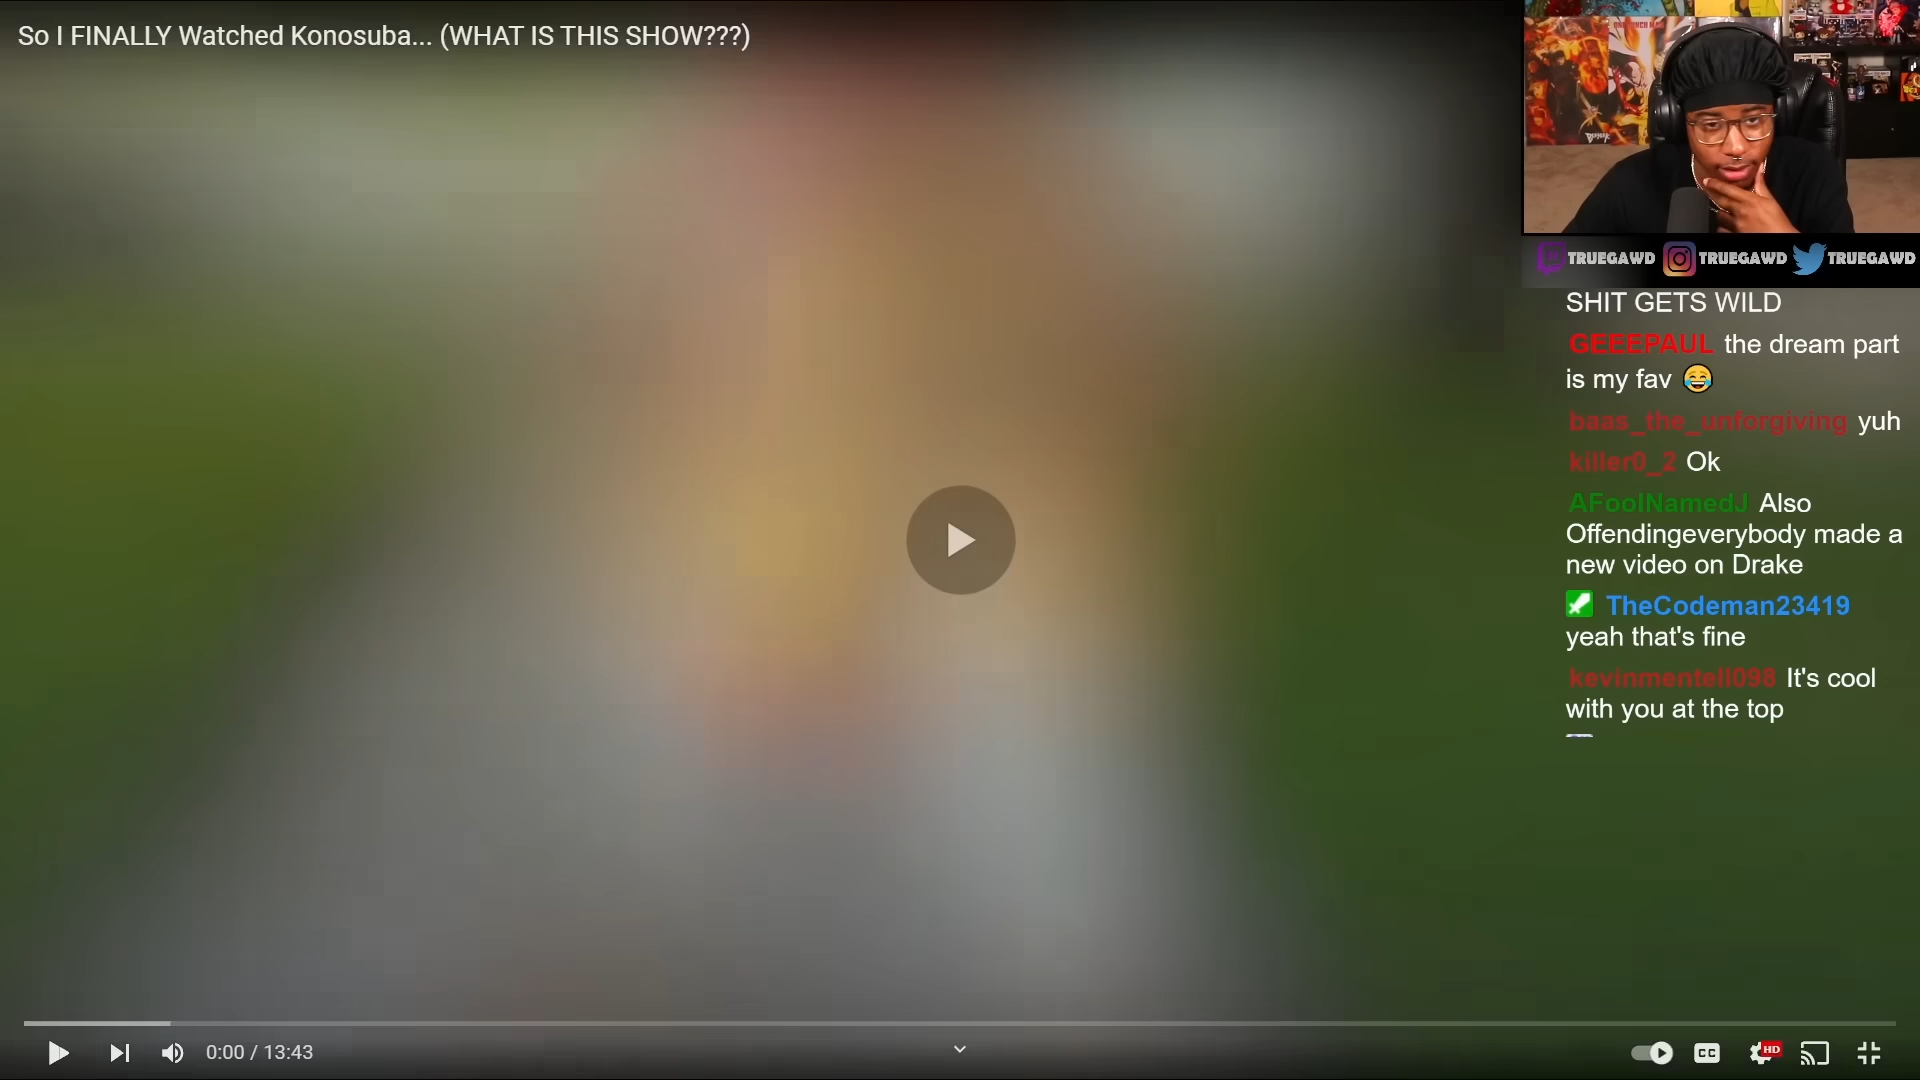 So I FINALLY Watched Konosuba... (WHAT IS THIS SHOW???)
TRUEGAWD TRUEGAWD TRUEGAWD
SHIT GETS WILD
GEEEPAUL the dream part
is my fav 😂
baas_the_unforgiving yuh
killer0_2 Ok
AFoolNamedJ Also
Offendingeverybody made a
new video on Drake
TheCodeman23419
yeah that's fine
kevinmentell098 It's cool
with you at the top
0:00 / 13:43
CC HD